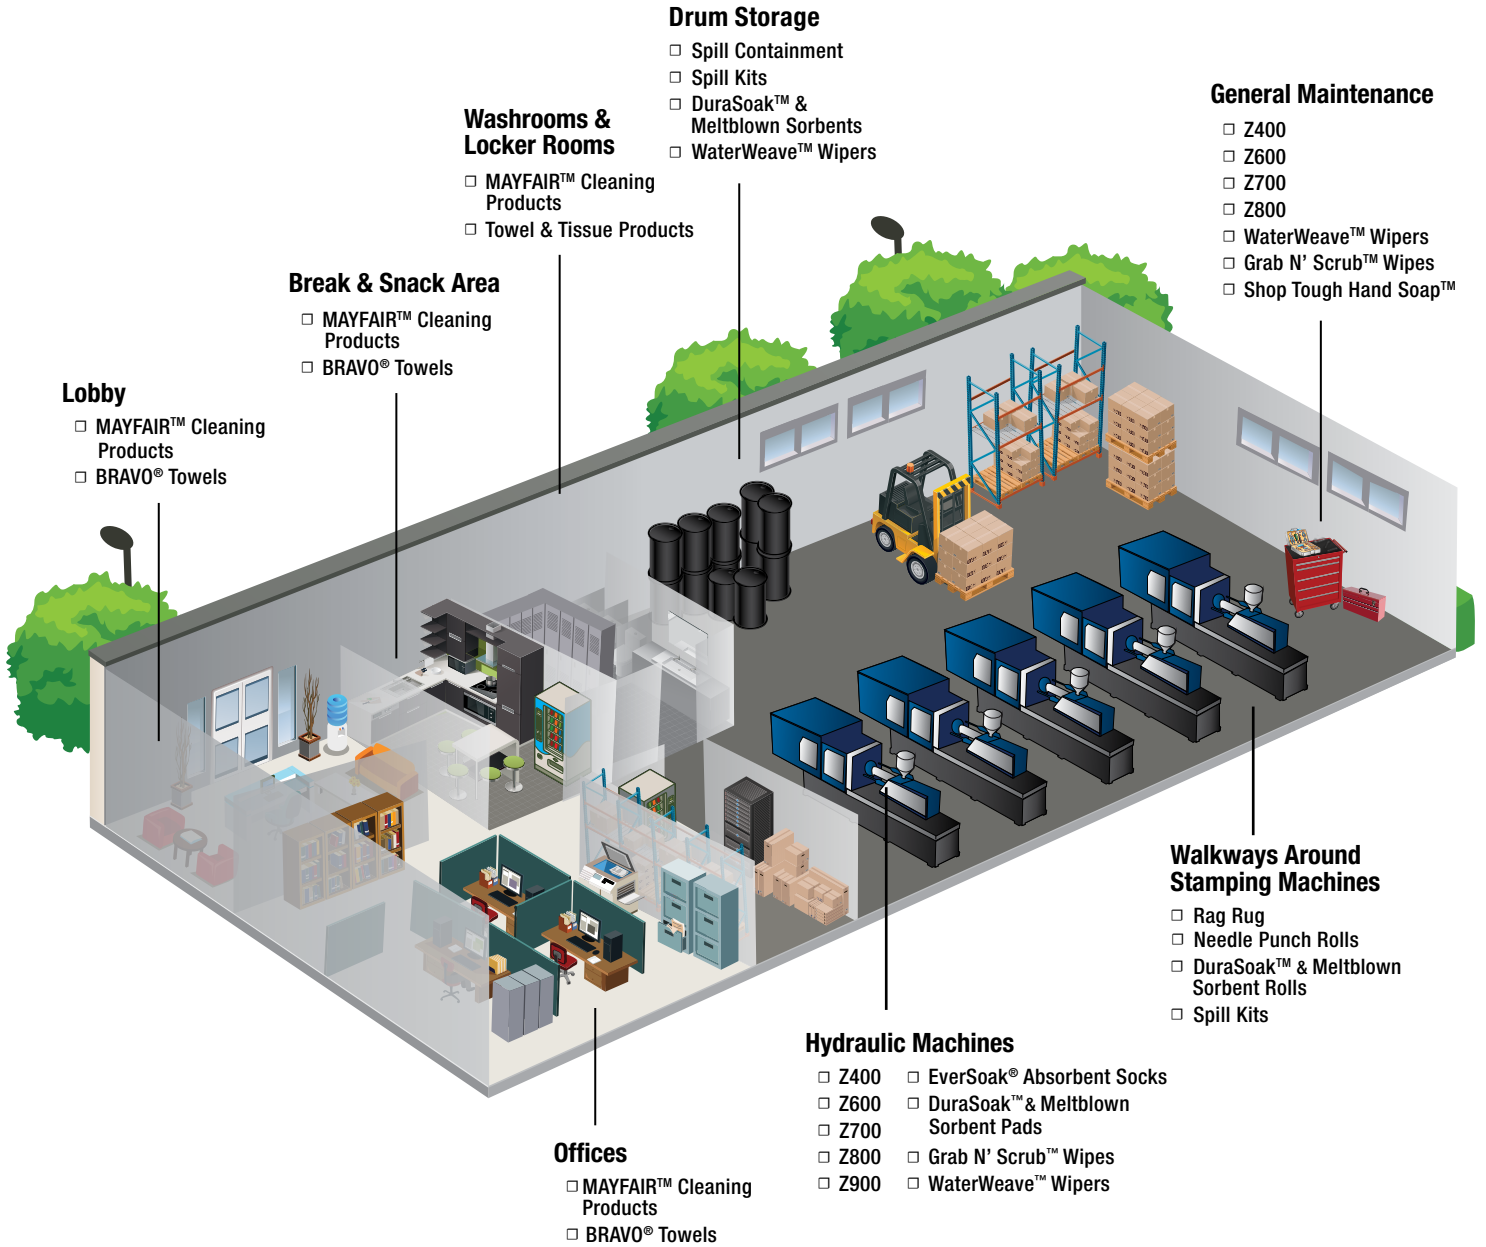 Drum Storage
☐ Spill Containment
☐ Spill Kits
☐ DuraSoak™ &
Meltblown Sorbents
☐ WaterWeave™ Wipers
Washrooms &
Locker Rooms
☐ MAYFAIR™ Cleaning
Products
☐ Towel & Tissue Products
General Maintenance
☐ Z400
☐ Z600
☐ Z700
☐ Z800
☐ WaterWeave™ Wipers
☐ Grab N’ Scrub™ Wipes
☐ Shop Tough Hand Soap™
Break & Snack Area
☐ MAYFAIR™ Cleaning
Products
☐ BRAVO® Towels
Lobby
☐ MAYFAIR™ Cleaning
Products
☐ BRAVO® Towels
Walkways Around
Stamping Machines
☐ Rag Rug
☐ Needle Punch Rolls
☐ DuraSoak™ & Meltblown
Sorbent Rolls
☐ Spill Kits
Hydraulic Machines
☐ Z400
☐ Z600
☐ Z700
☐ Z800
☐ Z900
☐ EverSoak® Absorbent Socks
☐ DuraSoak™ & Meltblown
Sorbent Pads
☐ Grab N’ Scrub™ Wipes
☐ WaterWeave™ Wipers
Offices
☐ MAYFAIR™ Cleaning
Products
☐ BRAVO® Towels